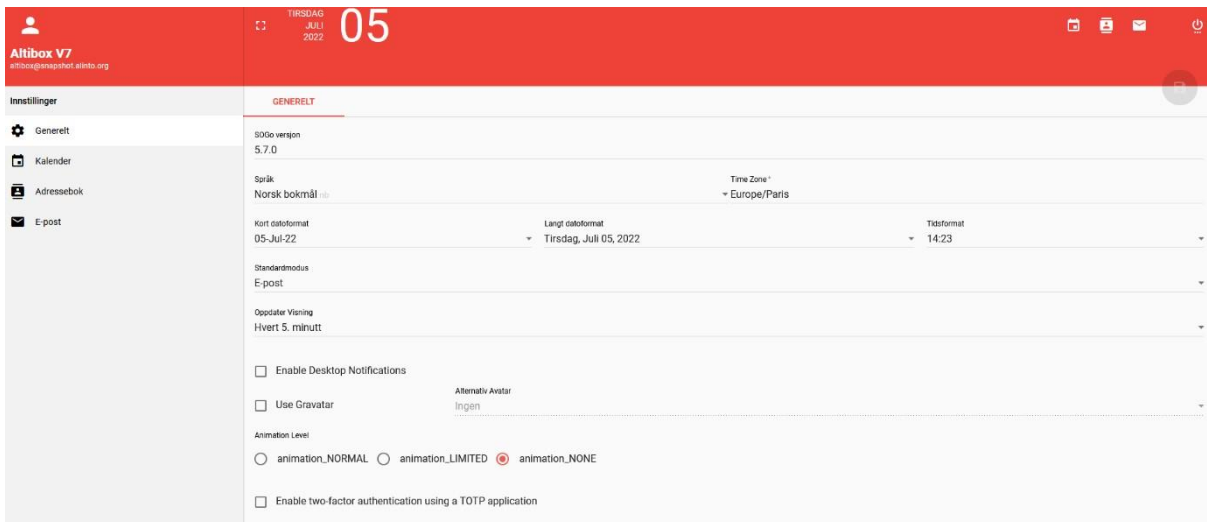 TIRSDAG
JULI
2022
05
Altibox V7
altibox@snapshot.alinto.org
Innstillinger
Generelt
Kalender
Adressebok
E-post
GENERELT
SOGo versjon
5.7.0
Språk
Time Zone *
Norsk bokmål
Europe/Paris
Kort datoformat
Langt datoformat
Tidsformat
05-Jul-22
Tirsdag, Juli 05, 2022
14:23
Standardmodus
E-post
Oppdater Visning
Hvert 5. minutt
Enable Desktop Notifications
Alternativ Avatar
Use Gravatar
Ingen
Animation Level
animation_NORMAL
animation_LIMITED
animation_NONE
Enable two-factor authentication using a TOTP application